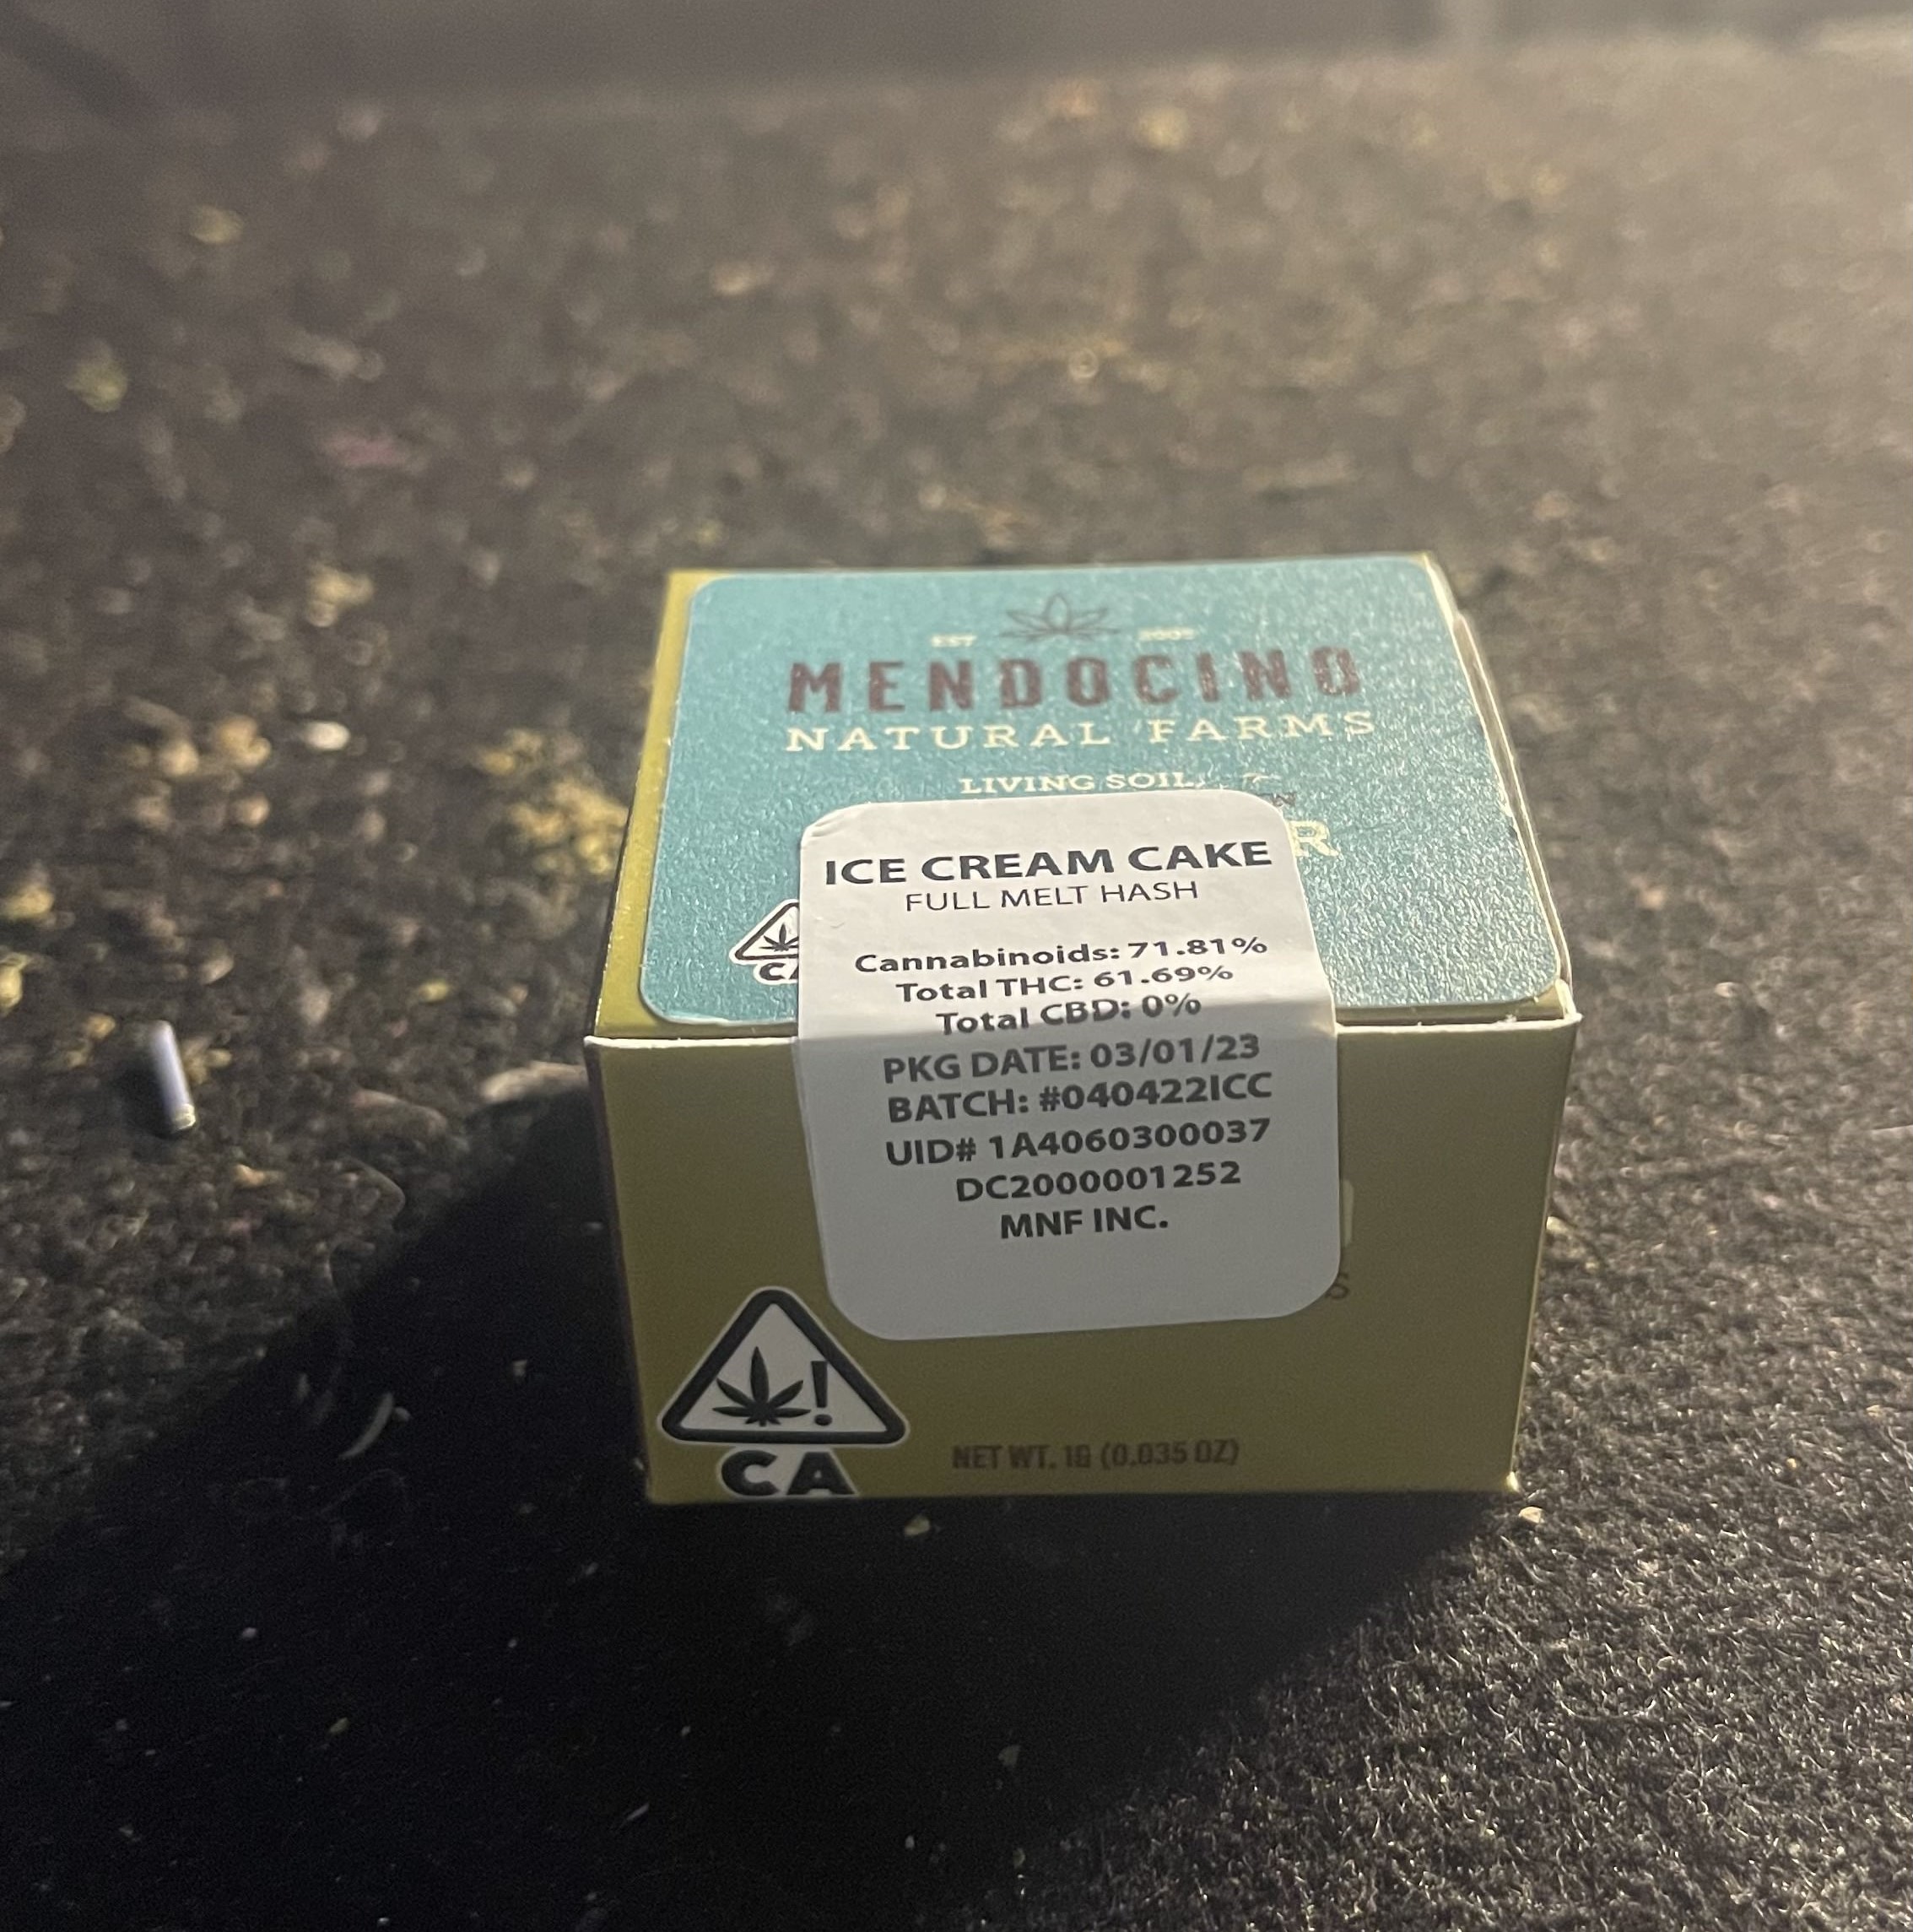 EST 2005
MENDOCINO
NATURAL FARMS
LIVING SOIL
ICE CREAM CAKE
FULL MELT HASH
Cannabinoids: 71.81%
Total THC: 61.69%
Total CBD: 0%
PKG DATE: 03/01/23
BATCH: #040422ICC
UID# 1A4060300037
DC2000001252
MNF INC.
CA
NET WT. 1G (0.035 OZ)